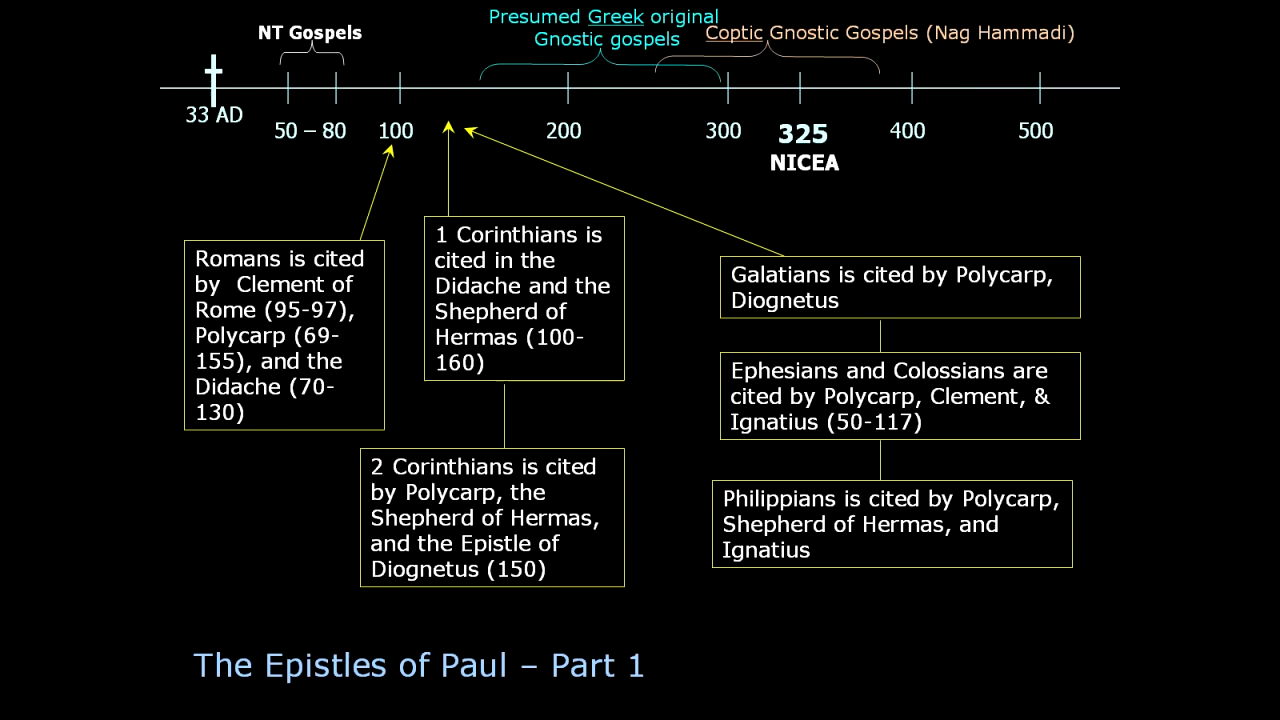 Presumed Greek original
Gnostic gospels
NT Gospels
Coptic Gnostic Gospels (Nag Hammadi)
33 AD
50 – 80
100
200
300
325
NICEA
400
500
Romans is cited
by Clement of
Rome (95-97),
Polycarp (69-
155), and the
Didache (70-
130)
1 Corinthians is
cited in the
Didache and the
Shepherd of
Hermas (100-
160)
2 Corinthians is cited
by Polycarp, the
Shepherd of Hermas,
and the Epistle of
Diognetus (150)
Galatians is cited by Polycarp,
Diognetus
Ephesians and Colossians are
cited by Polycarp, Clement, &
Ignatius (50-117)
Philippians is cited by Polycarp,
Shepherd of Hermas, and
Ignatius
The Epistles of Paul – Part 1